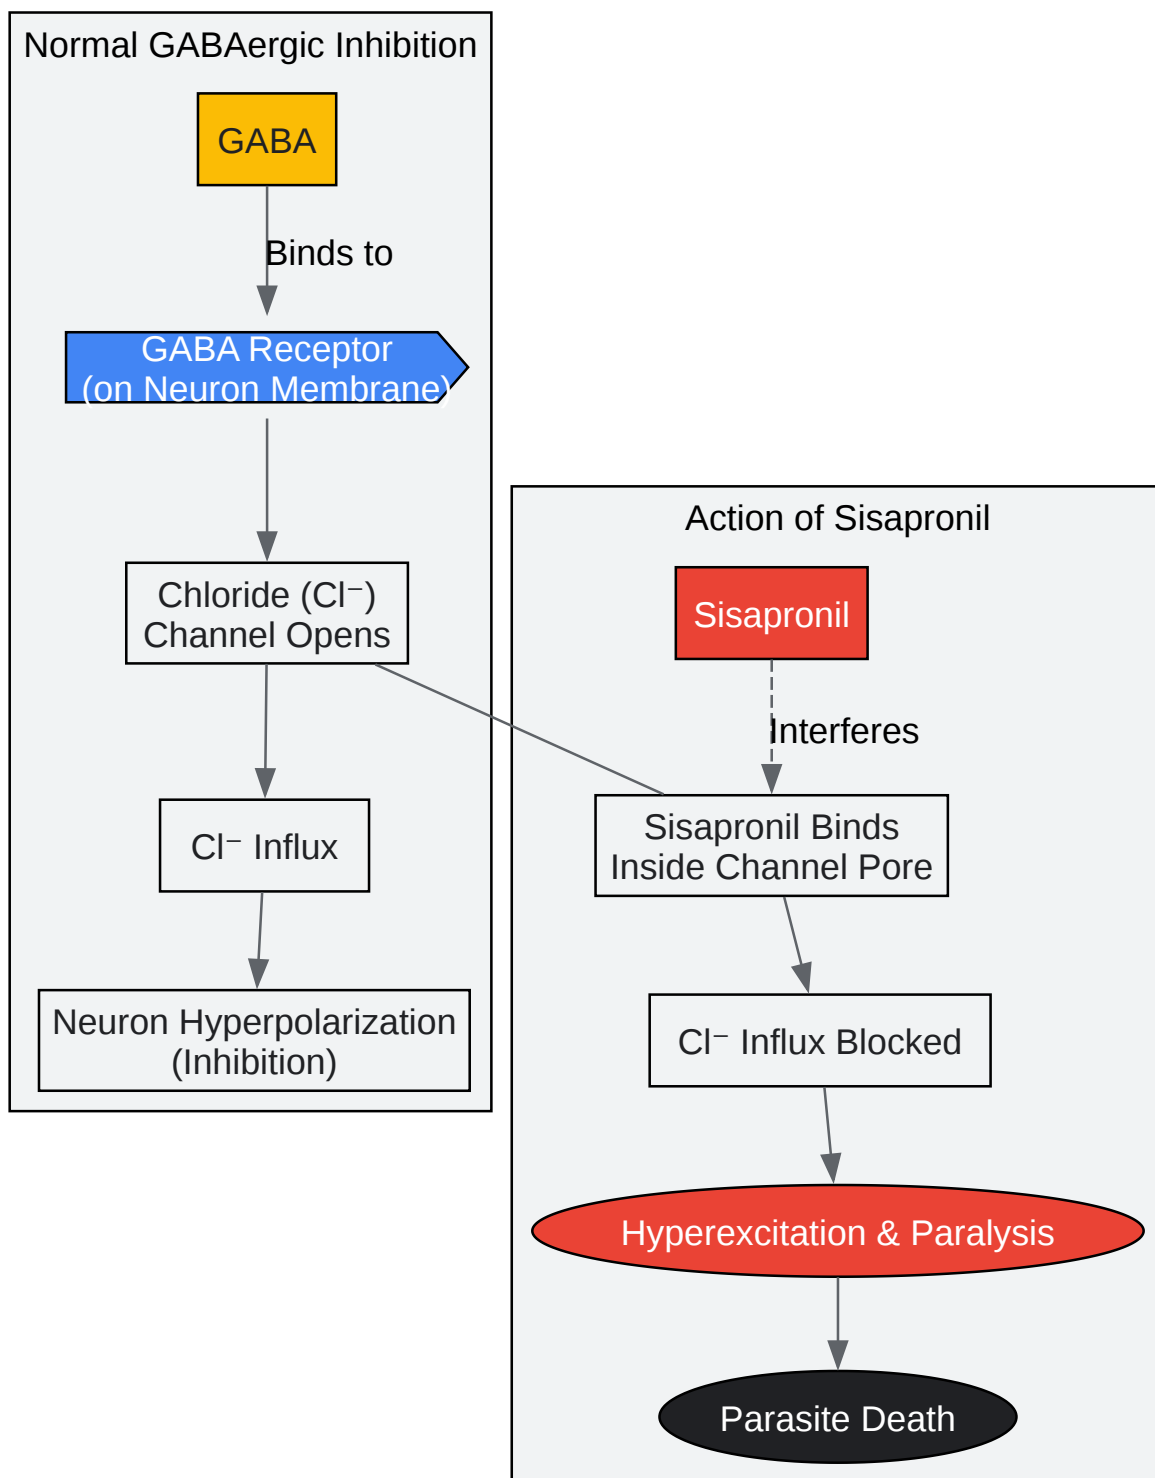 Normal GABAergic Inhibition
GABA
Binds to
GABA Receptor
(on Neuron Membrane)
Chloride (Cl⁻)
Channel Opens
Cl⁻ Influx
Neuron Hyperpolarization
(Inhibition)
Action of Sisapronil
Sisapronil
Interferes
Sisapronil Binds
Inside Channel Pore
Cl⁻ Influx Blocked
Hyperexcitation & Paralysis
Parasite Death